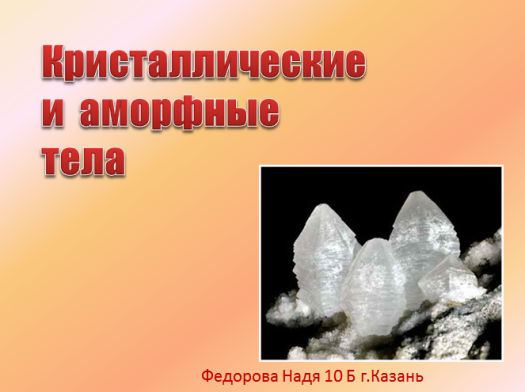 Кристаллические
и аморфные
тела
Федорова Надя 10 Б г.Казань